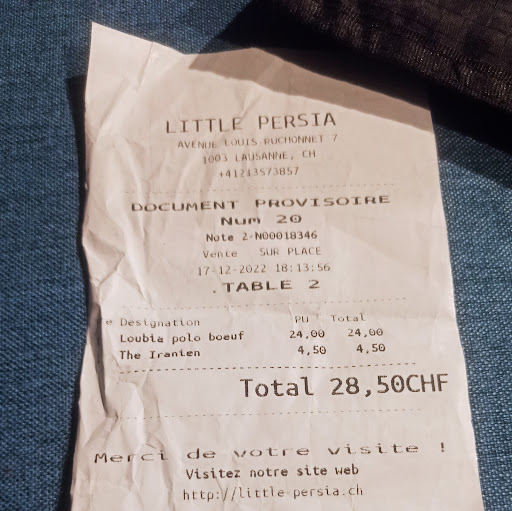 LITTLE PERSIA
AVENUE LOUIS RUCHONNET 7
1003 LAUSANNE, CH
+41213573857
DOCUMENT PROVISOIRE
Num 20
Note 2-N00018346
Vente SUR PLACE
17-12-2022 18:13:56
.TABLE 2
e Designation PU Total
Loubia polo boeuf 24,00 24,00
The Iranien 4,50 4,50
Total 28,50CHF
Merci de votre visite !
Visitez notre site web
http://little-persia.ch